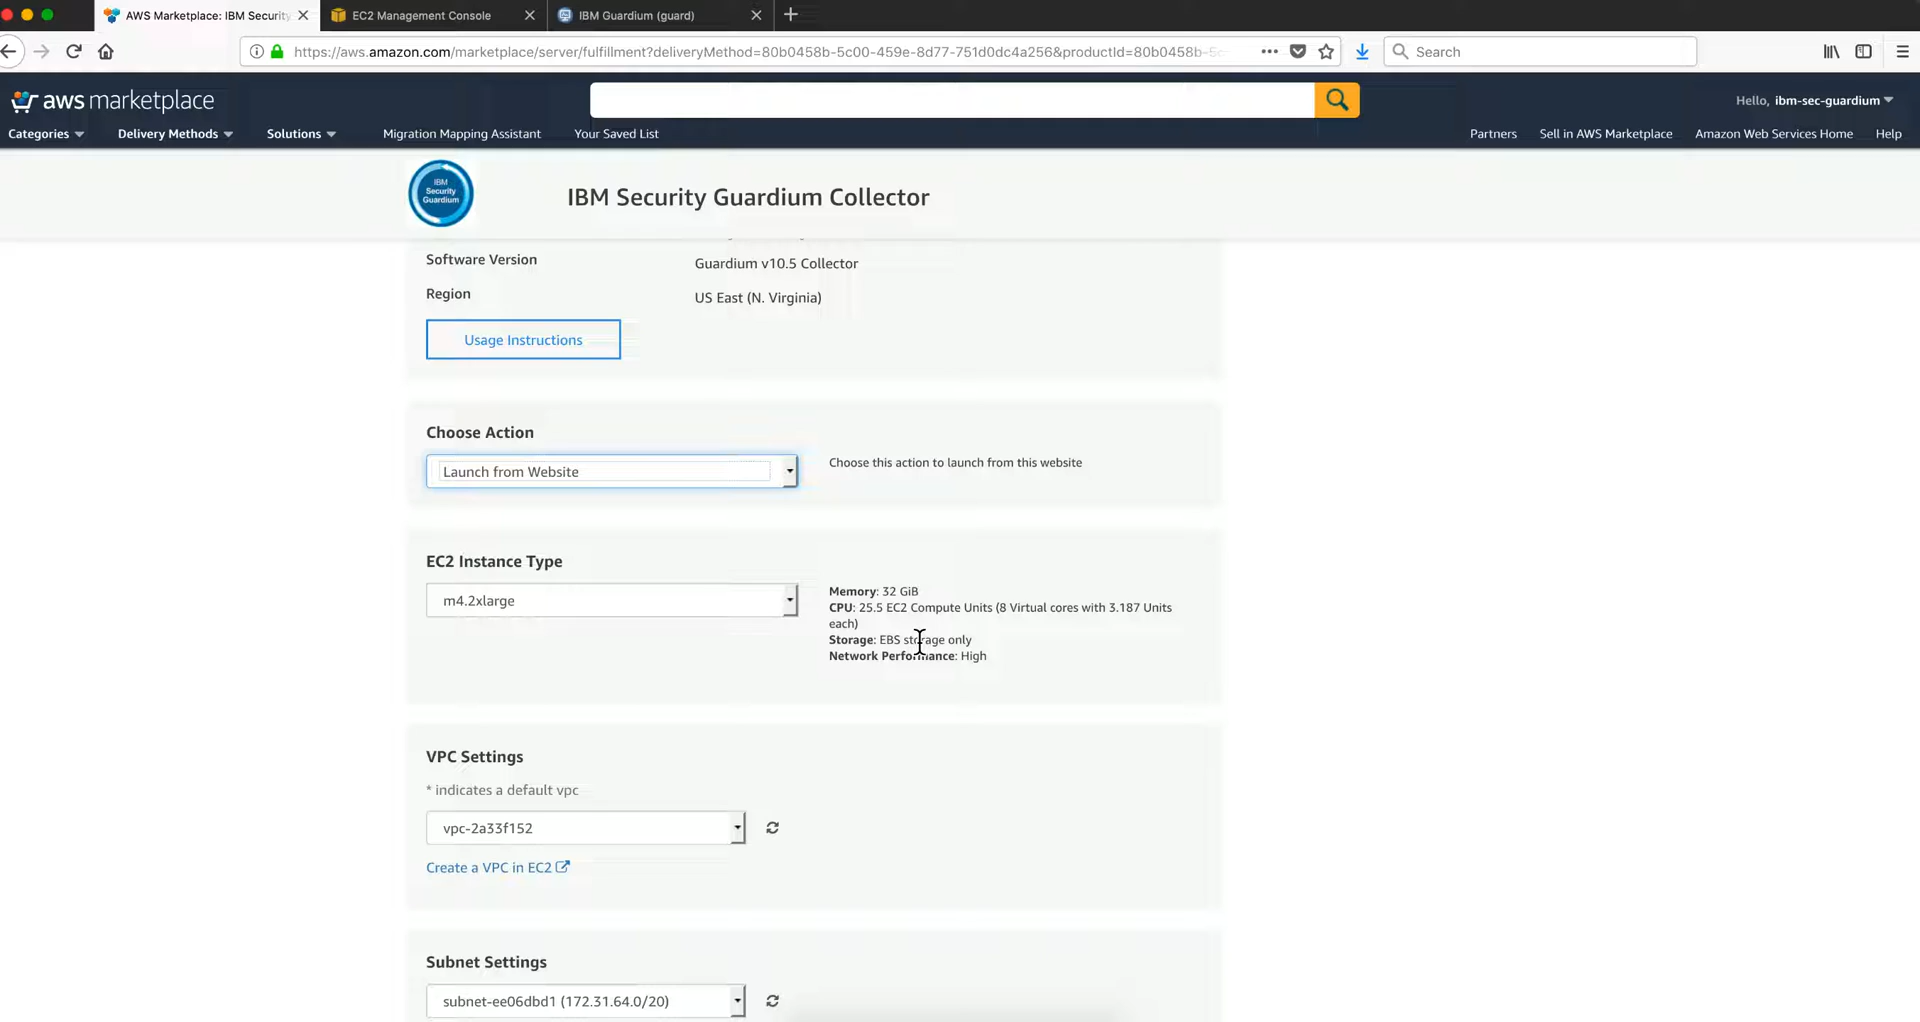 AWS Marketplace: IBM Security
EC2 Management Console
IBM Guardium (guard)
https://aws.amazon.com/marketplace/server/fulfillment?deliveryMethod=80b0458b-5c00-459e-8d77-751d0dc4a256&productId=80b0458b-5c
Search
aws marketplace
Hello, ibm-sec-guardium
Categories
Delivery Methods
Solutions
Migration Mapping Assistant
Your Saved List
Partners
Sell in AWS Marketplace
Amazon Web Services Home
Help
IBM
Security
Guardium
IBM Security Guardium Collector
Software Version
Guardium v10.5 Collector
Region
US East (N. Virginia)
Usage Instructions
Choose Action
Launch from Website
Choose this action to launch from this website
EC2 Instance Type
m4.2xlarge
Memory: 32 GiB
CPU: 25.5 EC2 Compute Units (8 Virtual cores with 3.187 Units
each)
Storage: EBS storage only
Network Performance: High
VPC Settings
* indicates a default vpc
vpc-2a33f152
Create a VPC in EC2
Subnet Settings
subnet-ee06dbd1 (172.31.64.0/20)